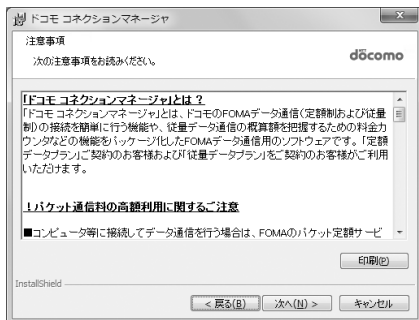 ドコモ コネクションマネージャ
注意事項
次の注意事項をお読みください。
döcomo
「ドコモ コネクションマネージャ」とは?
「ドコモ コネクションマネージャ」とは、ドコモのFOMAデータ通信(定額制および従量
制)の接続を簡単に行う機能や、従量データ通信の概算額を把握するための料金カ
ウンタなどの機能をパッケージ化したFOMAデータ通信用のソフトウェアです。「定額
データプラン」ご契約のお客様および「従量データプラン」をご契約のお客様がご利用
いただけます。
!パケット通信料の高額利用に関するご注意
■コンピュータ等に接続してデータ通信を行う場合は、FOMAのパケット定額サービ
印刷(P)
InstallShield
< 戻る(B)
次へ(N) >
キャンセル